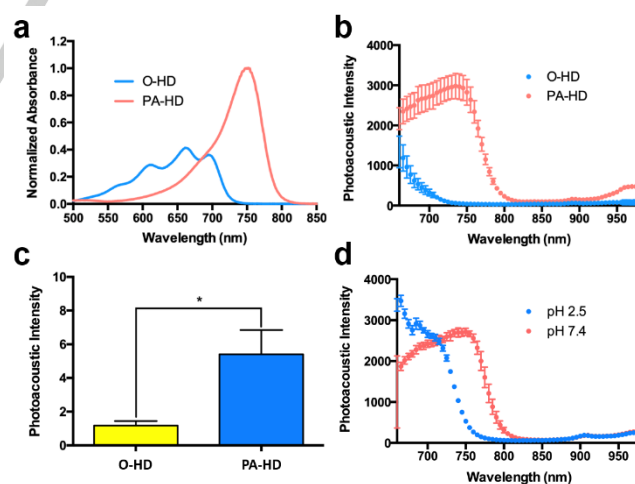 a
1.2
1.0
0.8
0.6
0.4
0.2
0.0
Normalized Absorbance
O-HD
PA-HD
500 550 600 650 700 750 800 850
Wavelength (nm)
b
4000
3000
2000
1000
0
Photoacoustic Intensity
O-HD
PA-HD
700 750 800 850 900 950
Wavelength (nm)
c
10
8
6
4
2
0
Photoacoustic Intensity
*
O-HD PA-HD
d
4000
3000
2000
1000
0
Photoacoustic Intensity
pH 2.5
pH 7.4
700 750 800 850 900 950
Wavelength (nm)